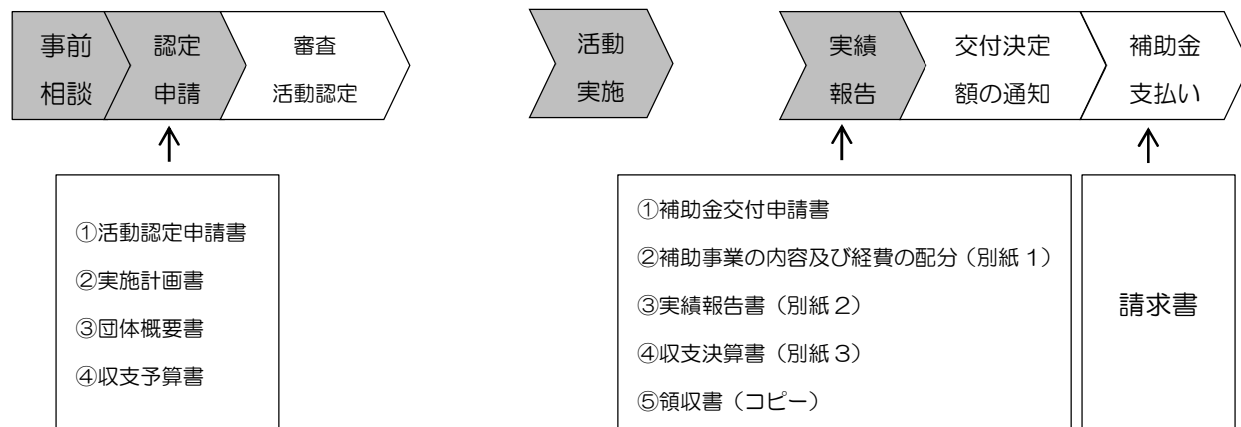 事前
相談
認定
申請
審査
活動認定
活動
実施
実績
報告
交付決定
額の通知
補助金
支払い
①活動認定申請書
②実施計画書
③団体概要書
④収支予算書
①補助金交付申請書
②補助事業の内容及び経費の配分（別紙１）
③実績報告書（別紙２）
④収支決算書（別紙３）
⑤領収書（コピー）
請求書